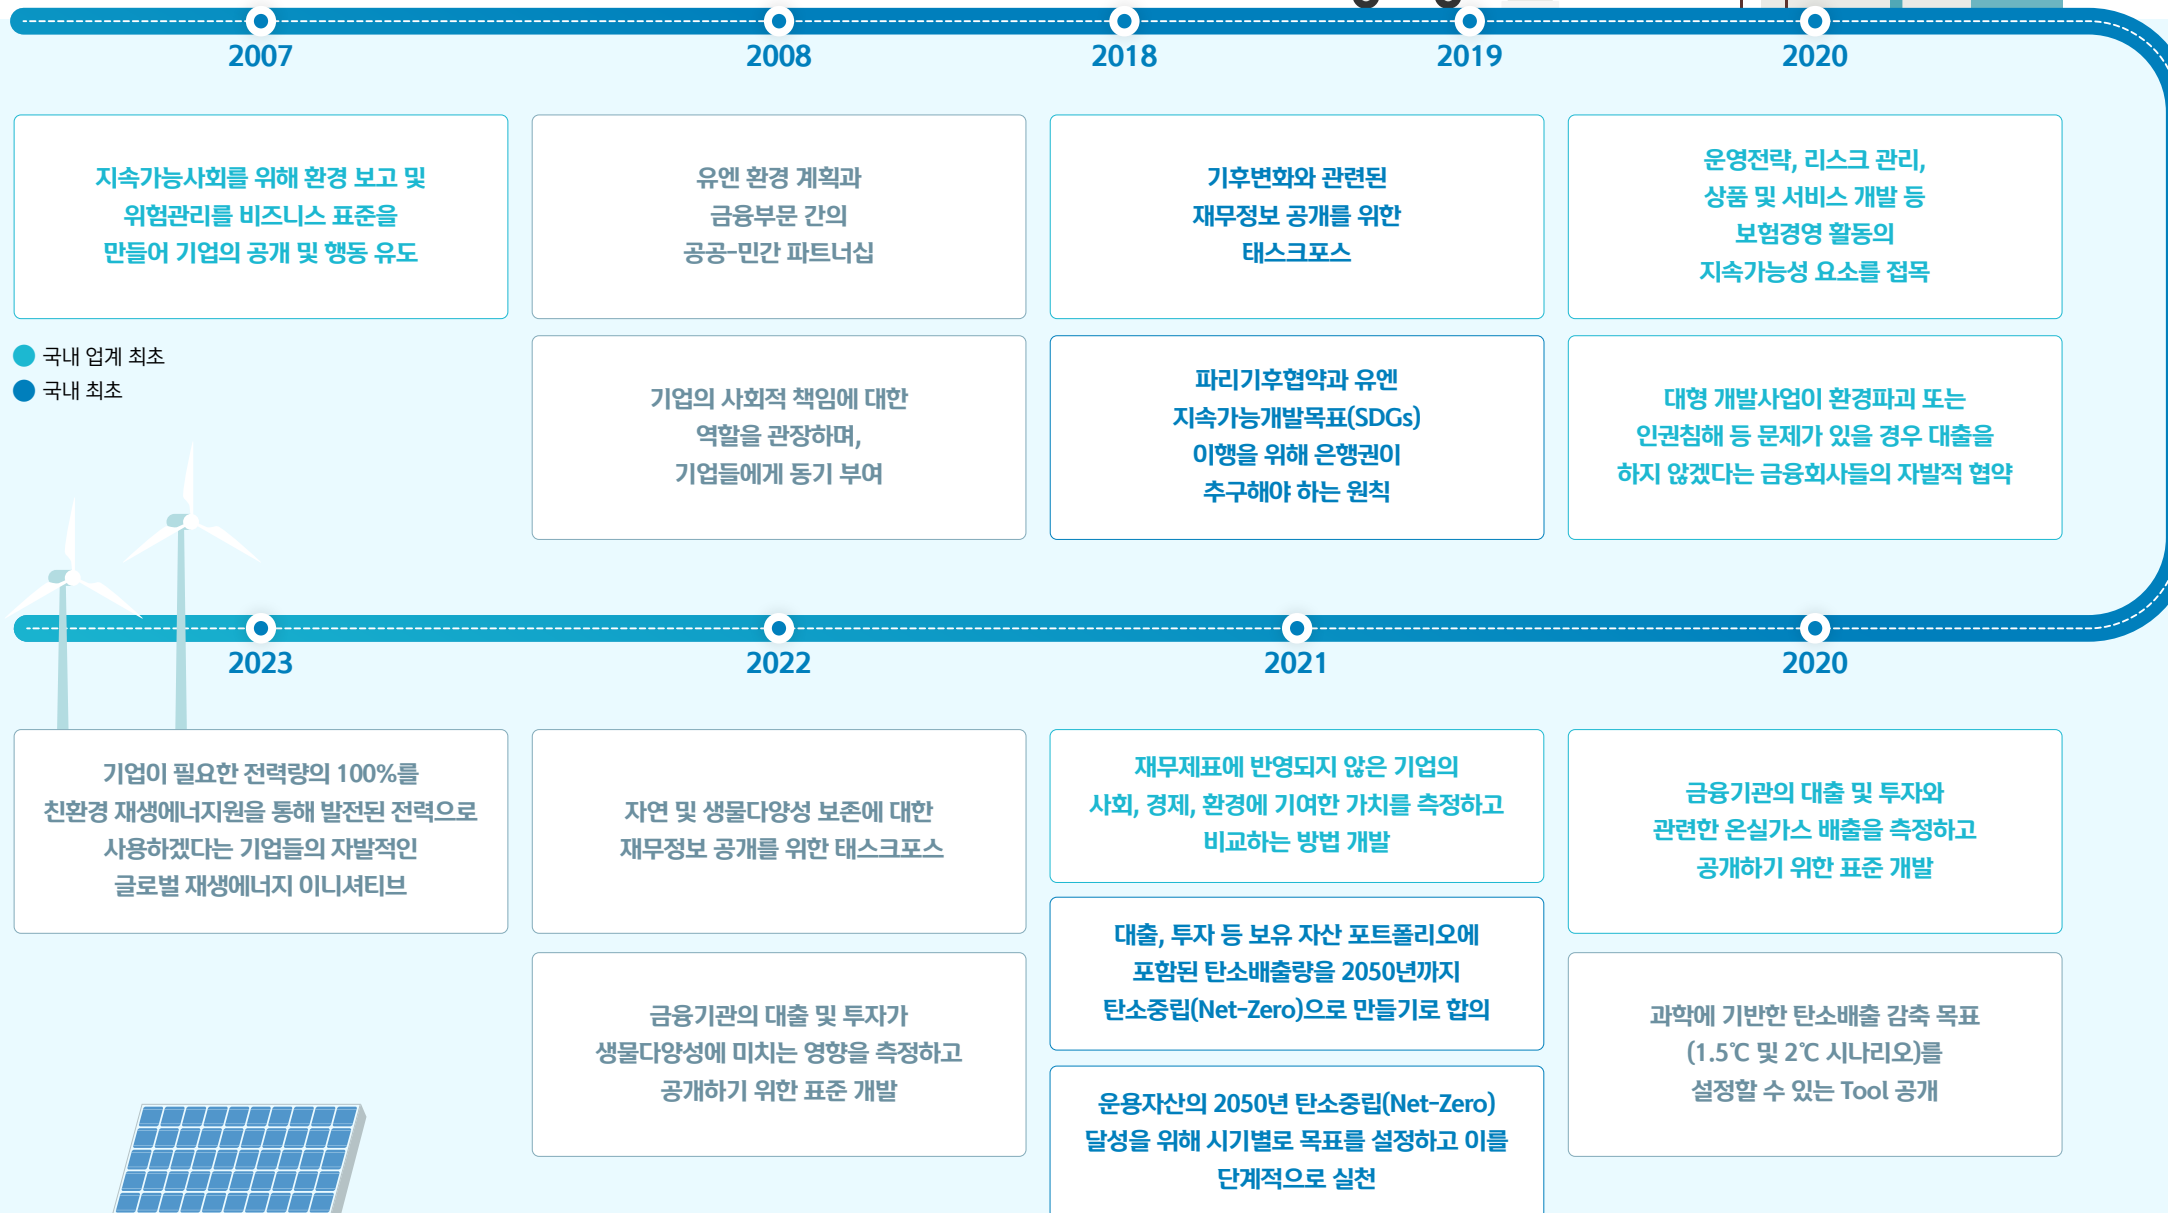 2007
2008
2018
2019
2020
지속가능사회를 위해 환경 보고 및
위험관리를 비즈니스 표준을
만들어 기업의 공개 및 행동 유도
유엔 환경 계획과
금융부문 간의
공공-민간 파트너십
기후변화와 관련된
재무정보 공개를 위한
태스크포스
운영전략, 리스크 관리,
상품 및 서비스 개발 등
보험경영 활동의
지속가능성 요소를 접목
국내 업계 최초
국내 최초
기업의 사회적 책임에 대한
역할을 관장하며,
기업들에게 동기 부여
파리기후협약과 유엔
지속가능개발목표(SDGs)
이행을 위해 은행권이
추구해야 하는 원칙
대형 개발사업이 환경파괴 또는
인권침해 등 문제가 있을 경우 대출을
하지 않겠다는 금융회사들의 자발적 협약
2023
2022
2021
2020
기업이 필요한 전력량의 100%를
친환경 재생에너지원을 통해 발전된 전력으로
사용하겠다는 기업들의 자발적인
글로벌 재생에너지 이니셔티브
자연 및 생물다양성 보존에 대한
재무정보 공개를 위한 태스크포스
재무제표에 반영되지 않은 기업의
사회, 경제, 환경에 기여한 가치를 측정하고
비교하는 방법 개발
금융기관의 대출 및 투자와
관련한 온실가스 배출을 측정하고
공개하기 위한 표준 개발
대출, 투자 등 보유 자산 포트폴리오에
포함된 탄소배출량을 2050년까지
탄소중립(Net-Zero)으로 만들기로 합의
금융기관의 대출 및 투자가
생물다양성에 미치는 영향을 측정하고
공개하기 위한 표준 개발
과학에 기반한 탄소배출 감축 목표
(1.5℃ 및 2℃ 시나리오)를
설정할 수 있는 Tool 공개
운용자산의 2050년 탄소중립(Net-Zero)
달성을 위해 시기별로 목표를 설정하고 이를
단계적으로 실천